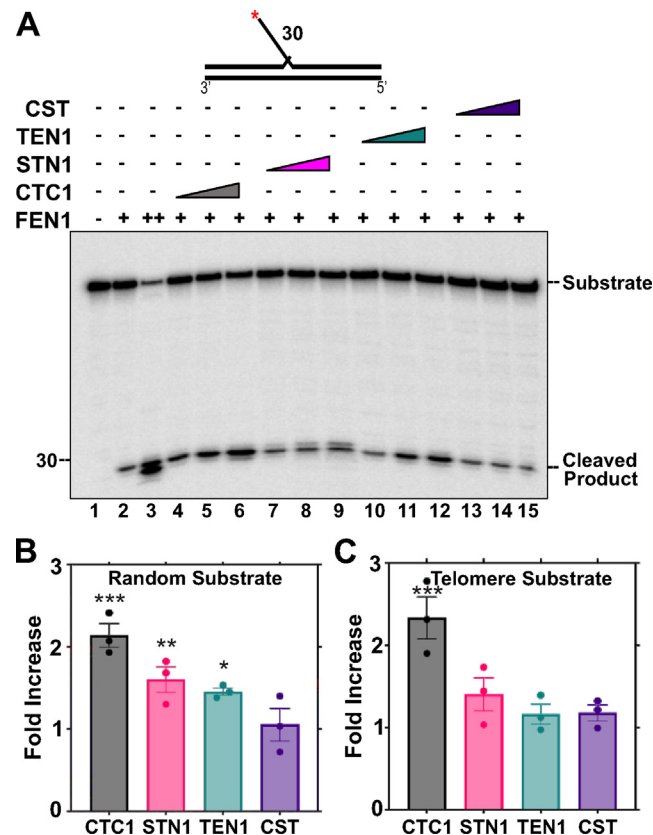 A
*
30
3' 5'
CST - - - - - - - - - - - -
TEN1 - - - - - - - - - - - -
STN1 - - - - - - - - - - - -
CTC1 - - - - - - - - - - - -
FEN1 - + ++ + + + + + + + + + + + +
Substrate
30
Cleaved
Product
1 2 3 4 5 6 7 8 9 10 11 12 13 14 15
B
Random Substrate
Fold Increase
3
2
1
0
***
**
*
CTC1 STN1 TEN1 CST
C
Telomere Substrate
Fold Increase
3
2
1
0
***
CTC1 STN1 TEN1 CST